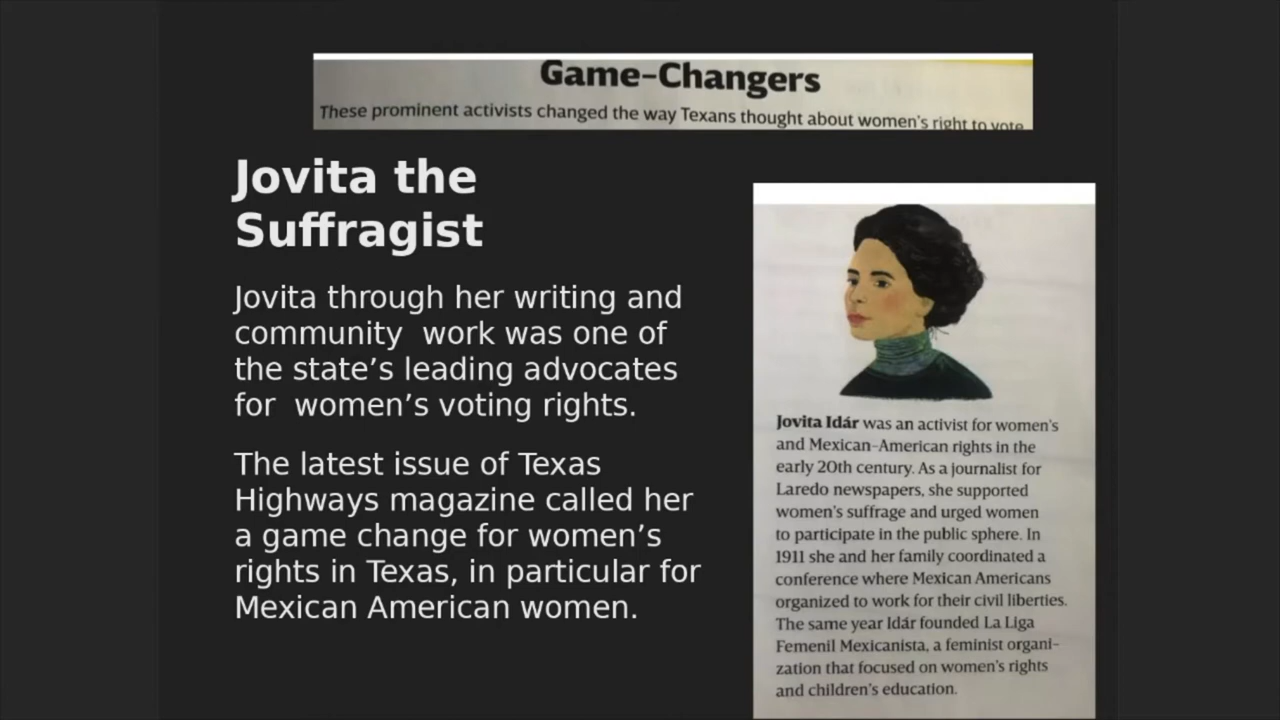 Game-Changers
These prominent activists changed the way Texans thought about women's right to vote
Jovita the
Suffragist
Jovita through her writing and
community  work was one of
the state’s leading advocates
for  women’s voting rights.
The latest issue of Texas
Highways magazine called her
a game change for women’s
rights in Texas, in particular for
Mexican American women.
Jovita Idár was an activist for women's
and Mexican-American rights in the
early 20th century. As a journalist for
Laredo newspapers, she supported
women's suffrage and urged women
to participate in the public sphere. In
1911 she and her family coordinated a
conference where Mexican Americans
organized to work for their civil liberties.
The same year Idár founded La Liga
Femenil Mexicanista, a feminist organi-
zation that focused on women's rights
and children's education.